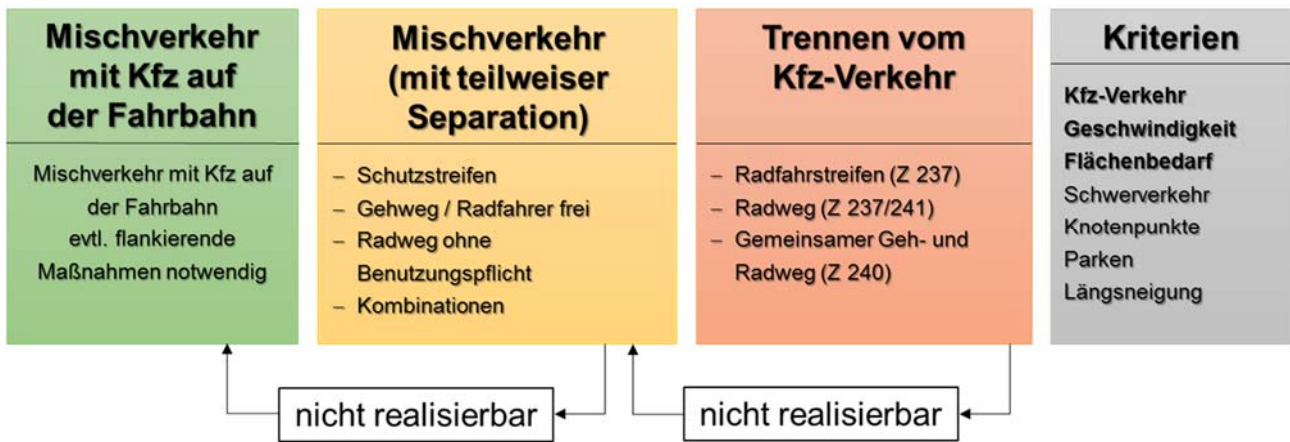 Mischverkehr
mit Kfz auf
der Fahrbahn
Mischverkehr mit Kfz auf
der Fahrbahn
evtl. flankierende
Maßnahmen notwendig
Mischverkehr
(mit teilweiser
Separation)
– Schutzstreifen
– Gehweg / Radfahrer frei
– Radweg ohne
Benutzungspflicht
– Kombinationen
Trennen vom
Kfz-Verkehr
– Radfahrstreifen (Z 237)
– Radweg (Z 237/241)
– Gemeinsamer Geh- und
Radweg (Z 240)
Kriterien
Kfz-Verkehr
Geschwindigkeit
Flächenbedarf
Schwerverkehr
Knotenpunkte
Parken
Längsneigung
nicht realisierbar
nicht realisierbar